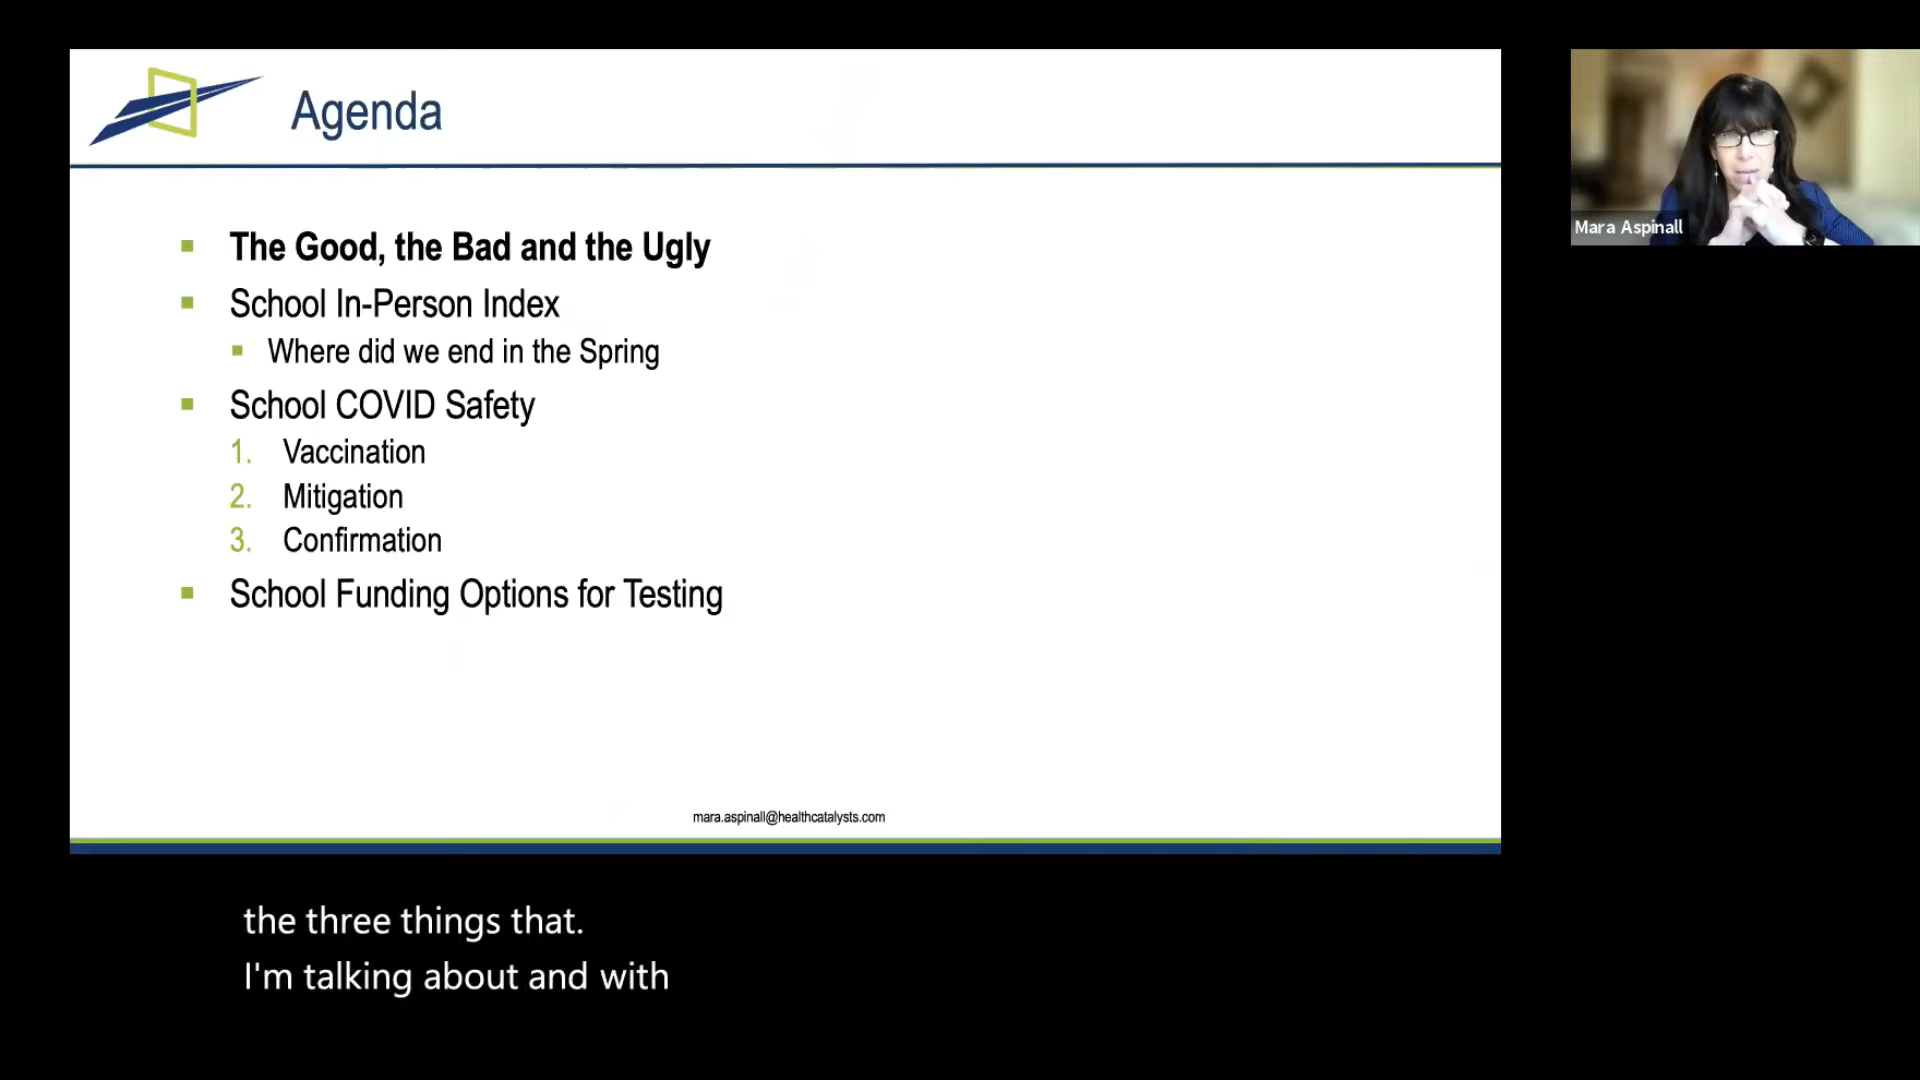 Agenda
The Good, the Bad and the Ugly
School In-Person Index
Where did we end in the Spring
School COVID Safety
1. Vaccination
2. Mitigation
3. Confirmation
School Funding Options for Testing
mara.aspinall@healthcatalysts.com
Mara Aspinall
the three things that.
I'm talking about and with